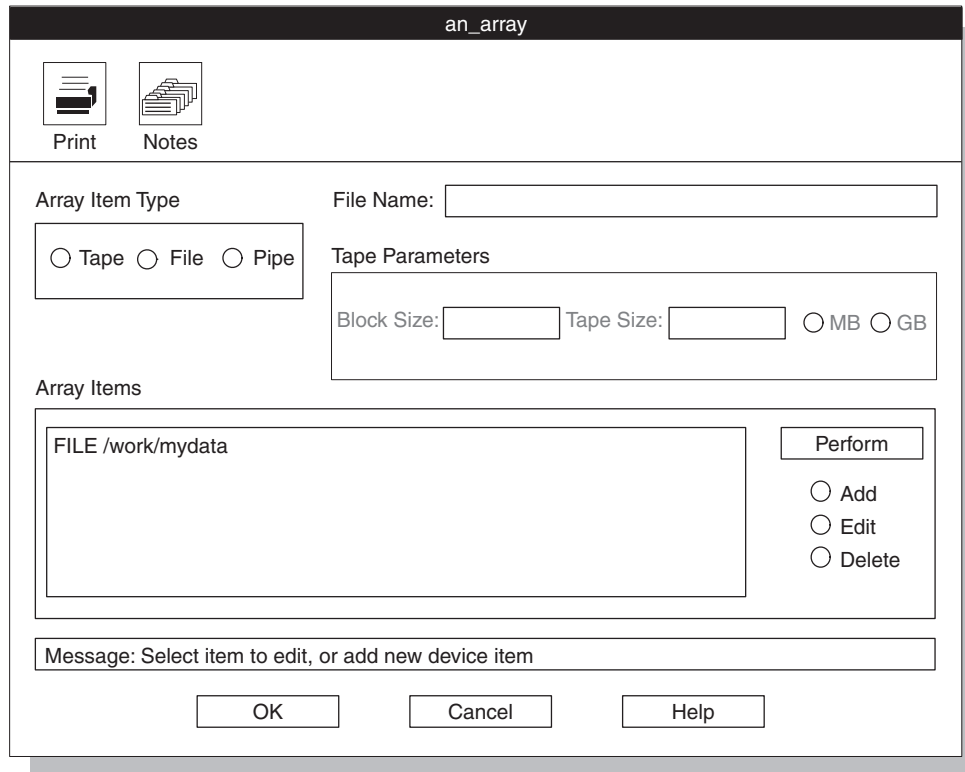 an_array
Print Notes
Array Item Type
File Name:
Tape File Pipe
Tape Parameters
Block Size: Tape Size: MB GB
Array Items
FILE /work/mydata
Perform
Add
Edit
Delete
Message: Select item to edit, or add new device item
OK Cancel Help